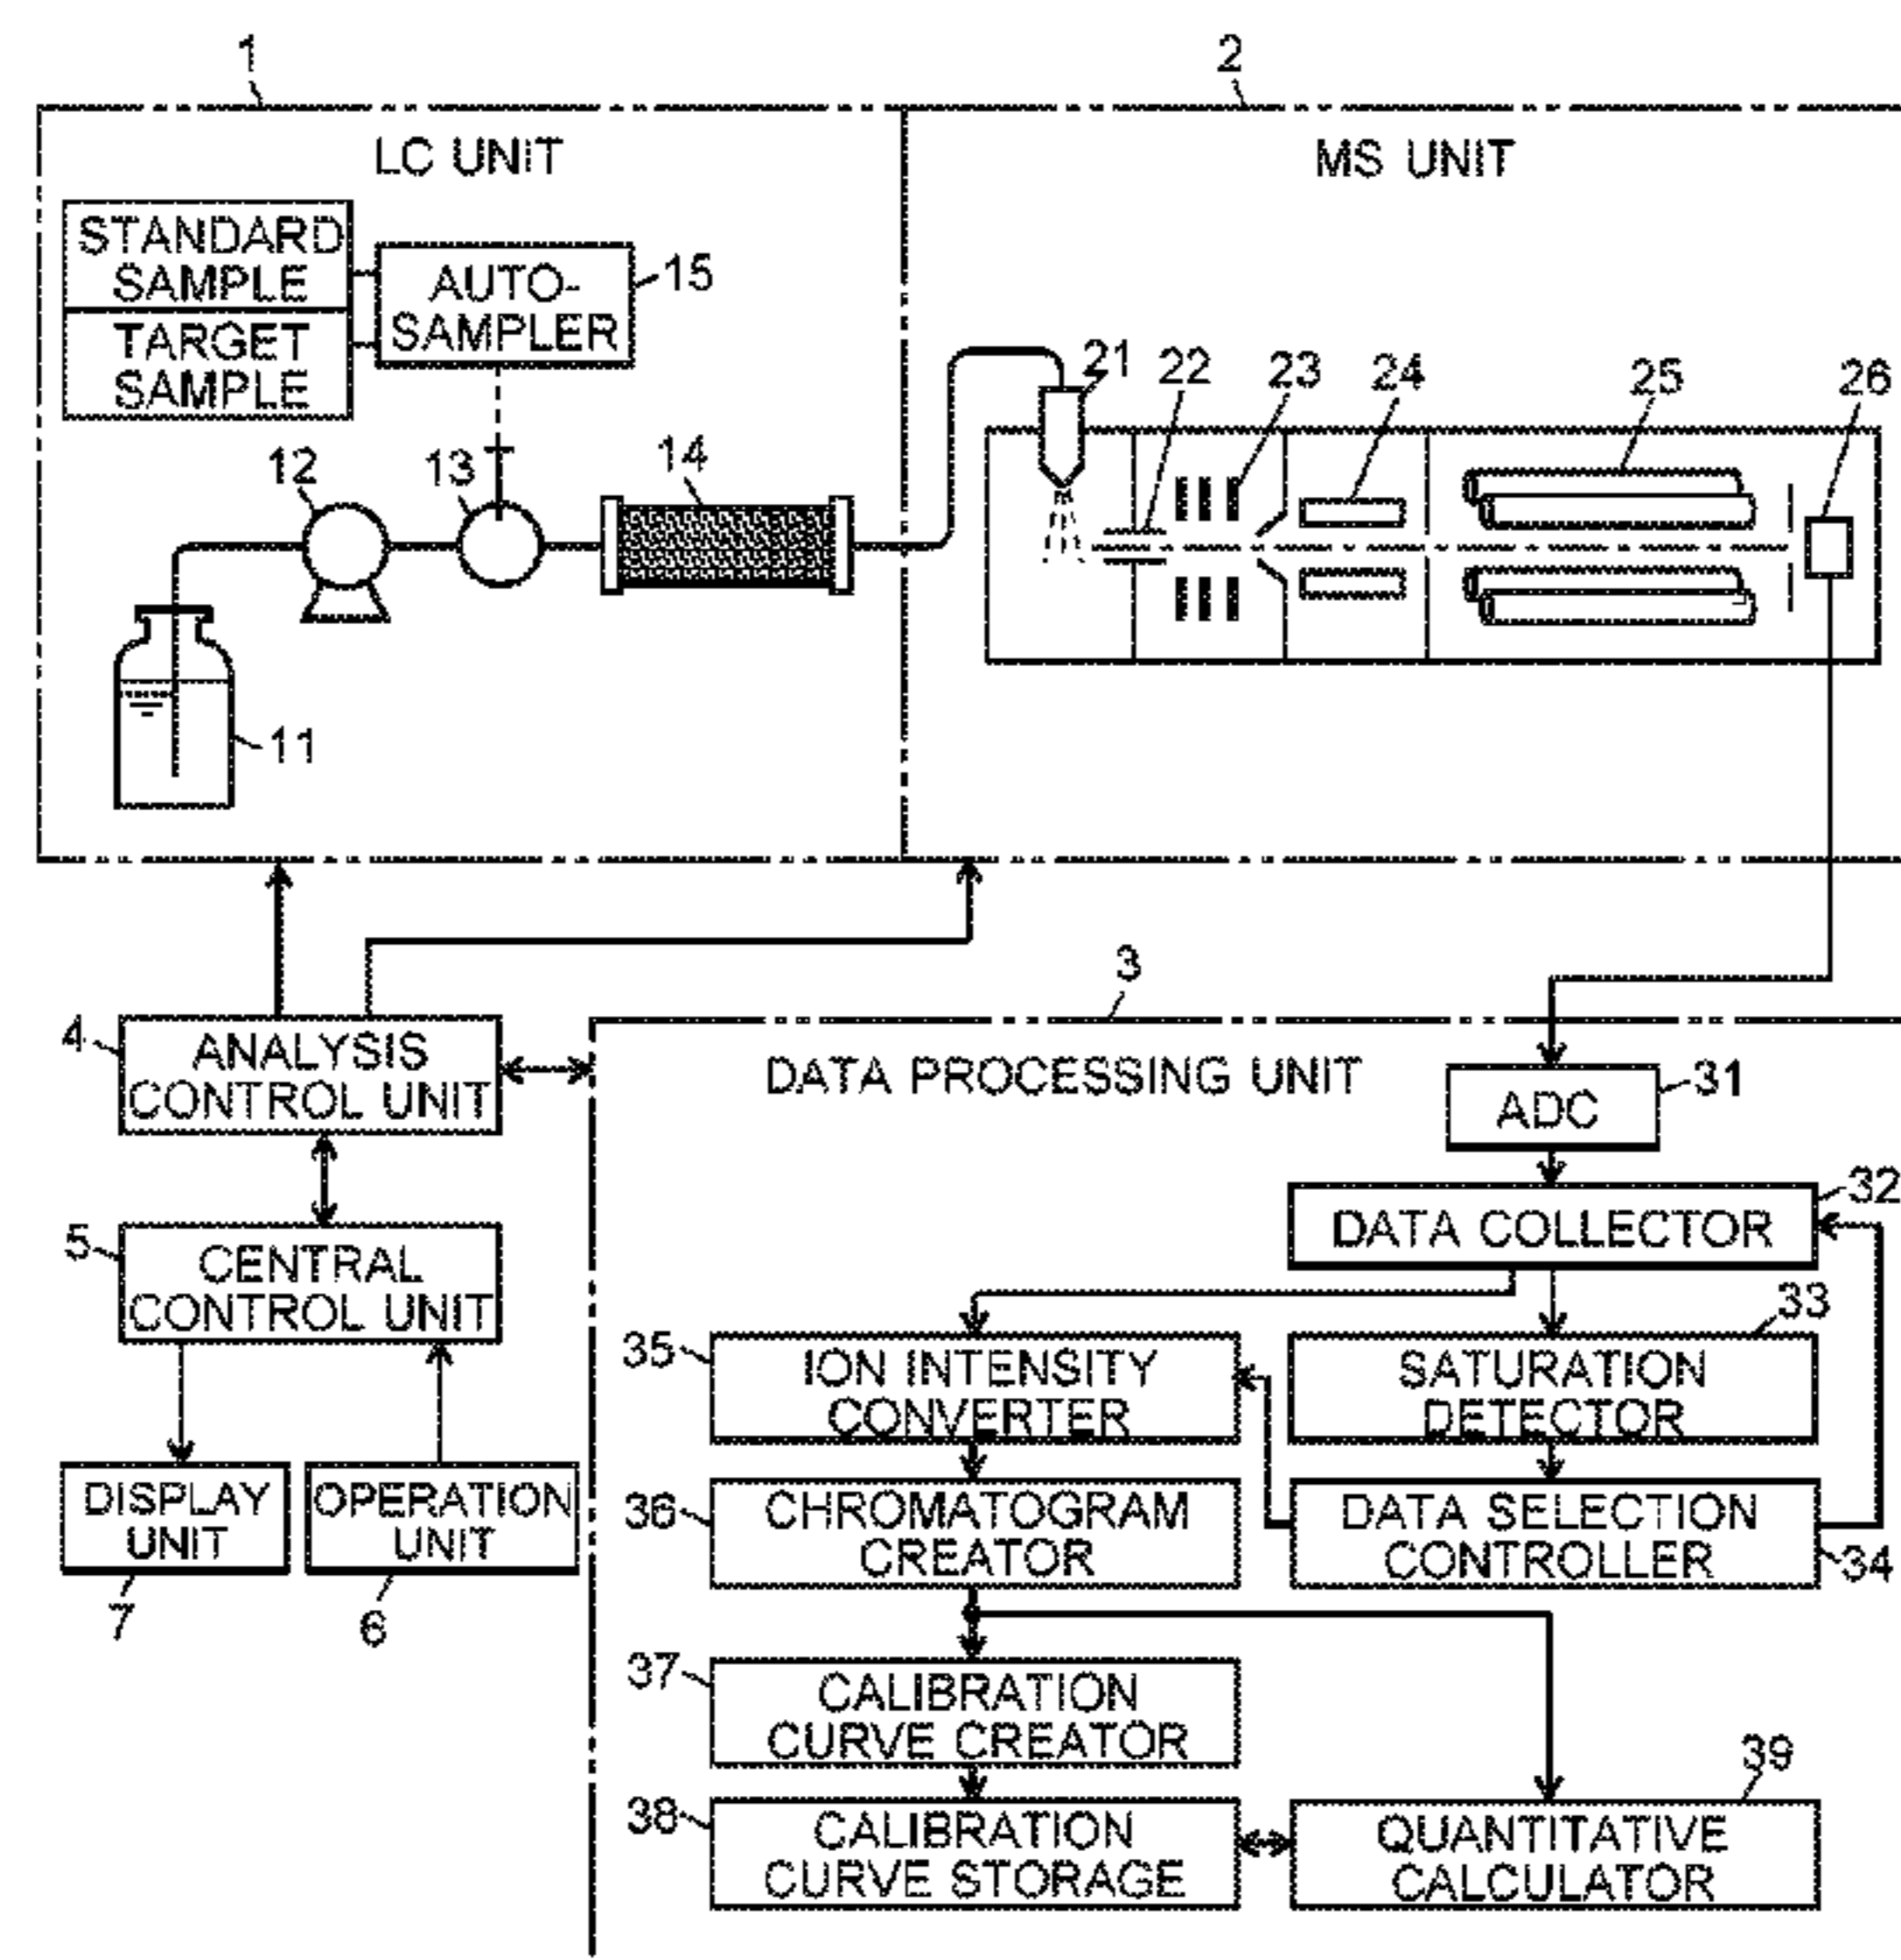 1
2
LC UNIT
MS UNIT
STANDARD
SAMPLE
TARGET
SAMPLE
AUTO-
SAMPLER
15
21
22
23
24
25
26
12
13
14
11
3
4
ANALYSIS
CONTROL UNIT
DATA PROCESSING UNIT
ADC
31
32
DATA COLLECTOR
5
CENTRAL
CONTROL UNIT
33
35
ION INTENSITY
CONVERTER
SATURATION
DETECTOR
DISPLAY
UNIT
OPERATION
UNIT
7
6
36
CHROMATOGRAM
CREATOR
DATA SELECTION
CONTROLLER
34
37
CALIBRATION
CURVE CREATOR
39
38
CALIBRATION
CURVE STORAGE
QUANTITATIVE
CALCULATOR